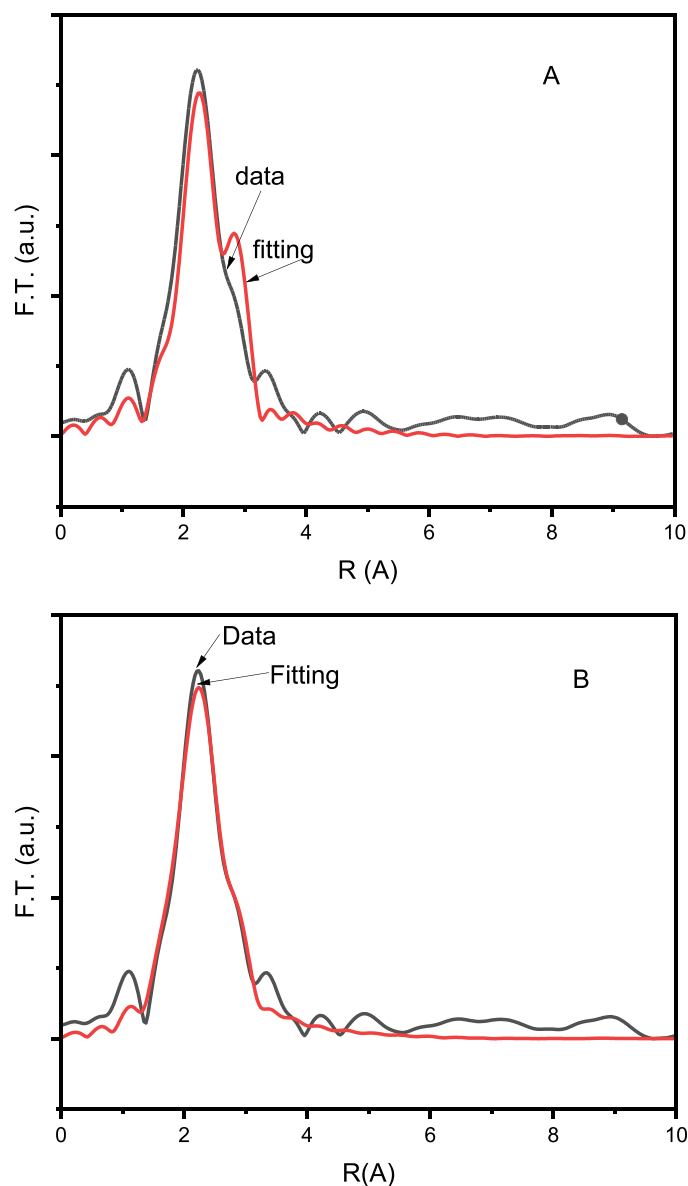 A
data
fitting
F.T. (a.u.)
0 2 4 6 8 10
R (A)
Data
Fitting
B
F.T. (a.u.)
0 2 4 6 8 10
R(A)